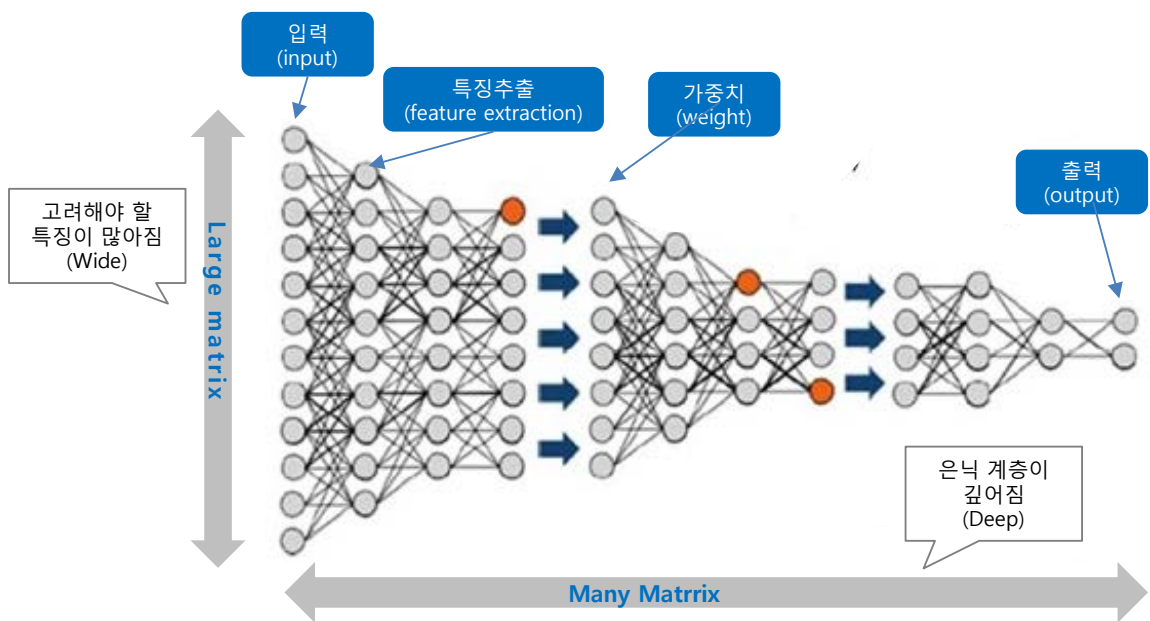 입력
(input)
특징추출
(feature extraction)
가중치
(weight)
출력
(output)
고려해야 할
특징이 많아짐
(Wide)
Large matrix
은닉 계층이
깊어짐
(Deep)
Many Matrrix